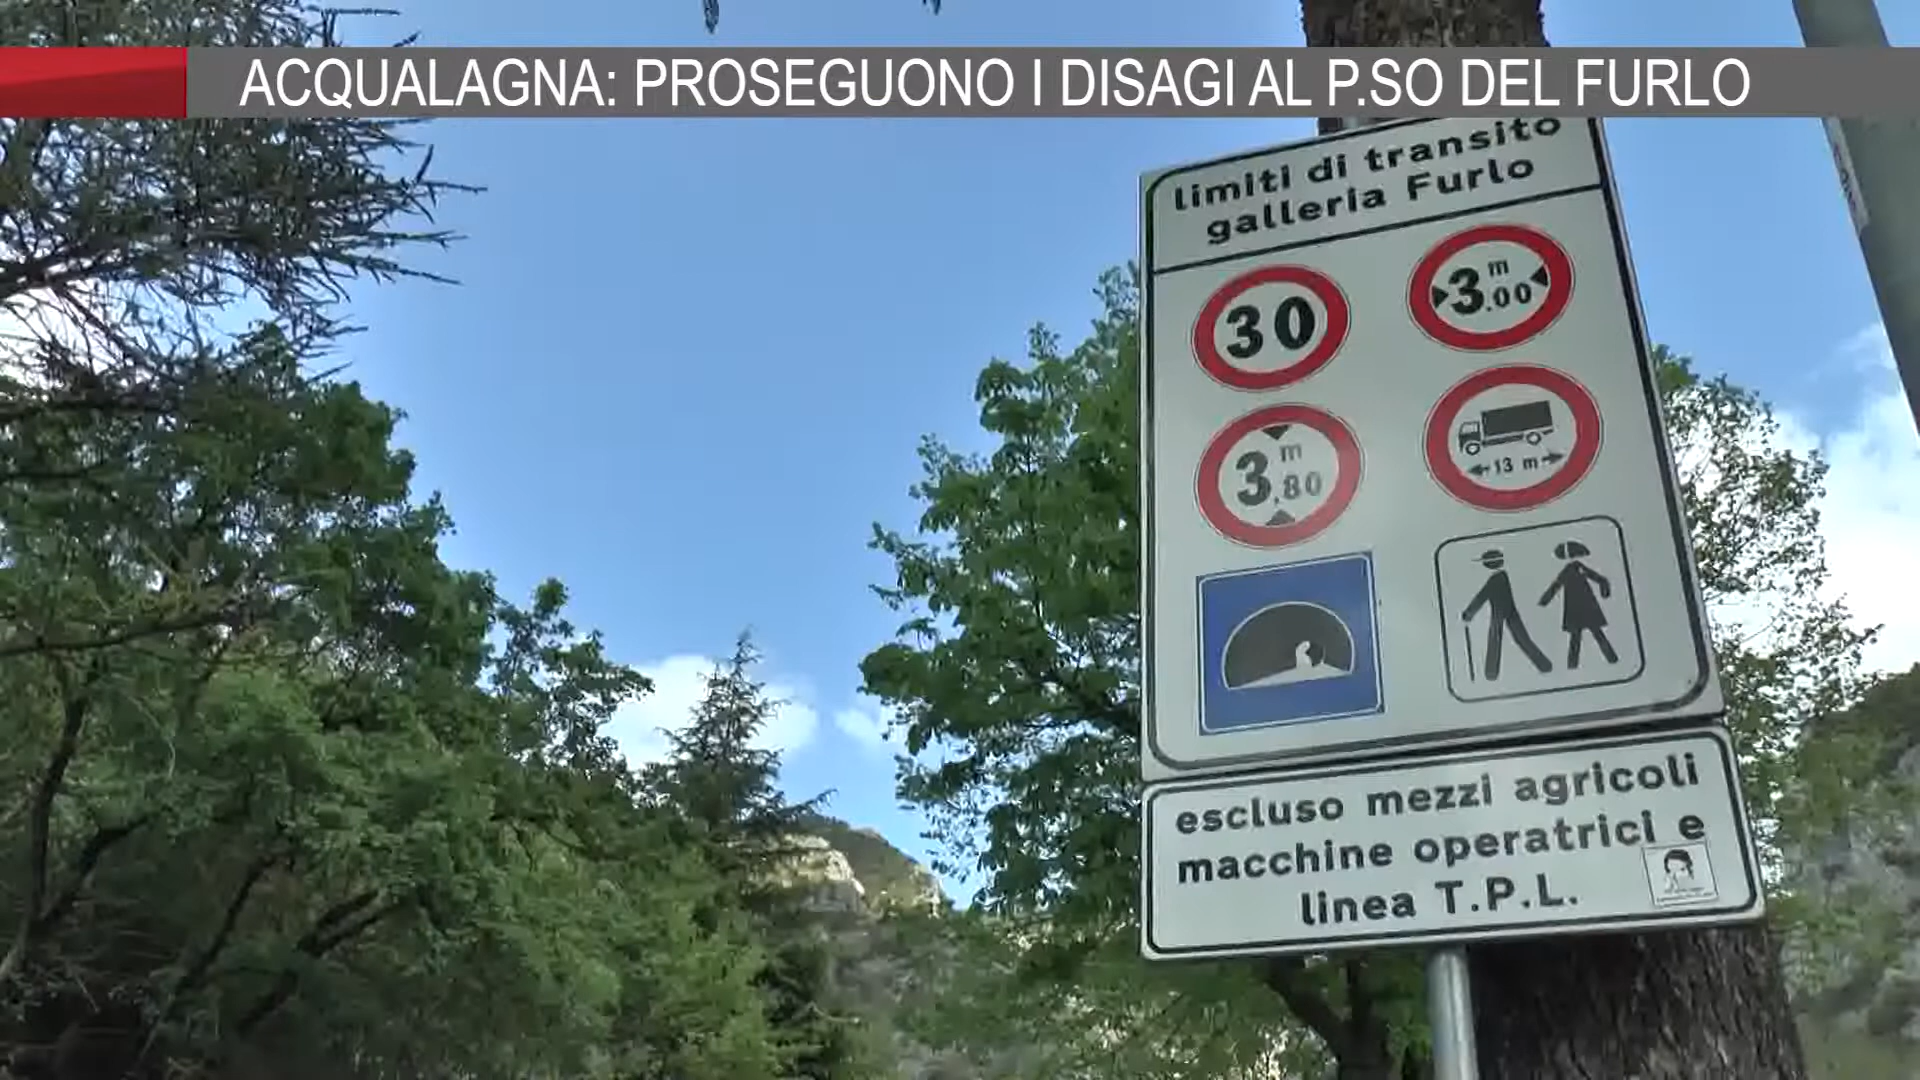 ACQUALAGNA: PROSEGUONO I DISAGI AL P.SO DEL FURLO
limiti di transito
galleria Furlo
30
3 m .00
3 m ,80
13 m
escluso mezzi agricoli
macchine operatrici e
linea T.P.L.